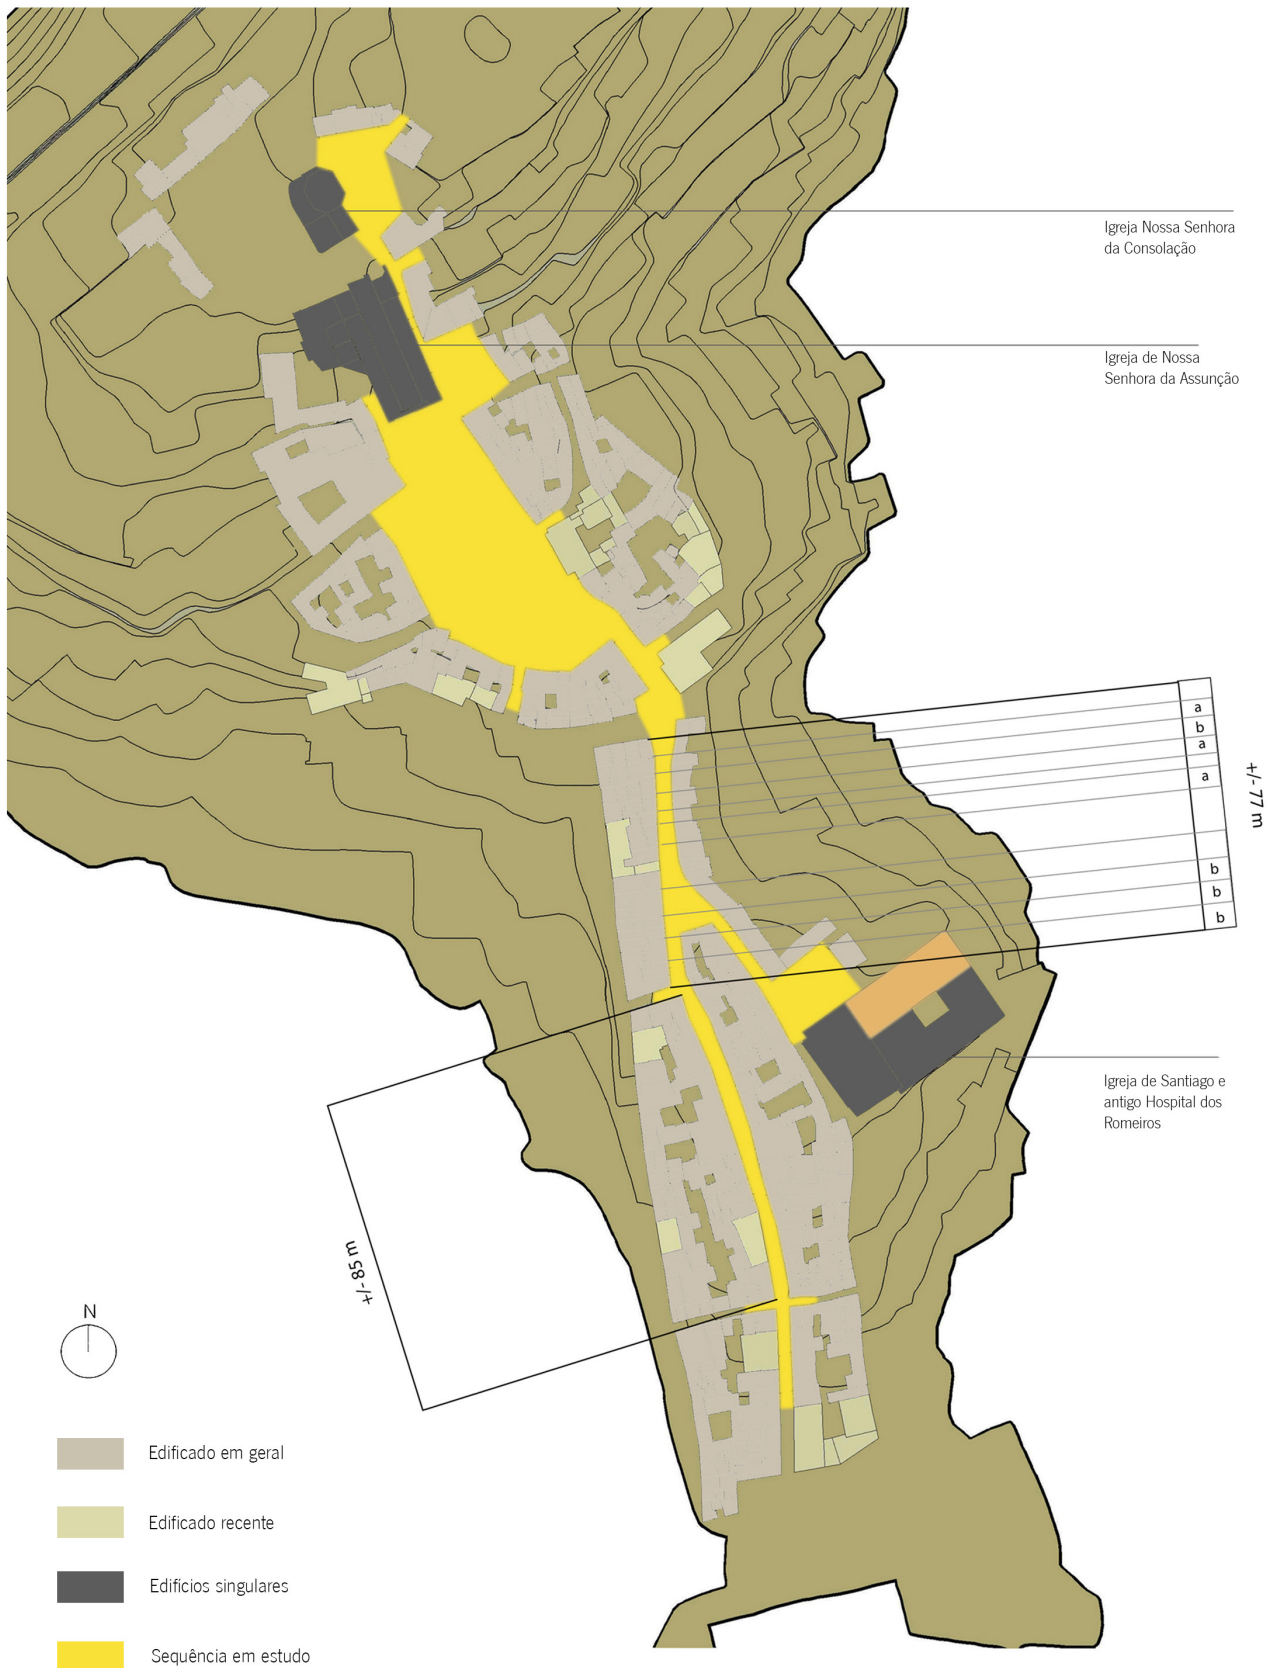 Igreja Nossa Senhora
da Consolação
Igreja de Nossa
Senhora da Assunção
a
b
a
a
b
b
b
+/- 77 m
Igreja de Santiago e
antigo Hospital dos
Romeiros
+/- 85 m
N
Edificado em geral
Edificado recente
Edifícios singulares
Sequência em estudo